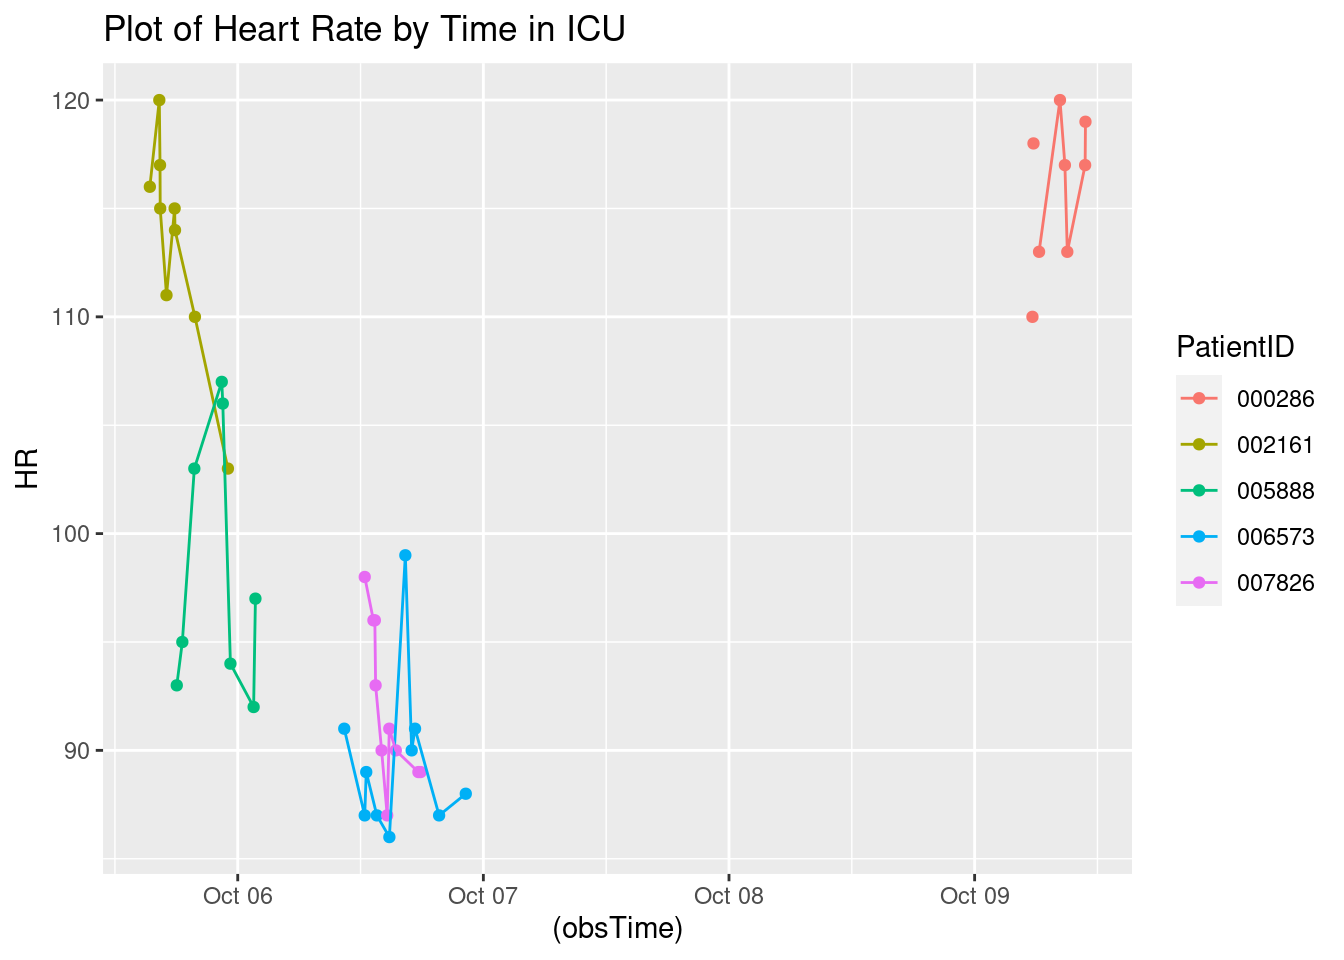 Plot of Heart Rate by Time in ICU
120
110
100
90
HR
Oct 06
Oct 07
Oct 08
Oct 09
(obsTime)
PatientID
000286
002161
005888
006573
007826